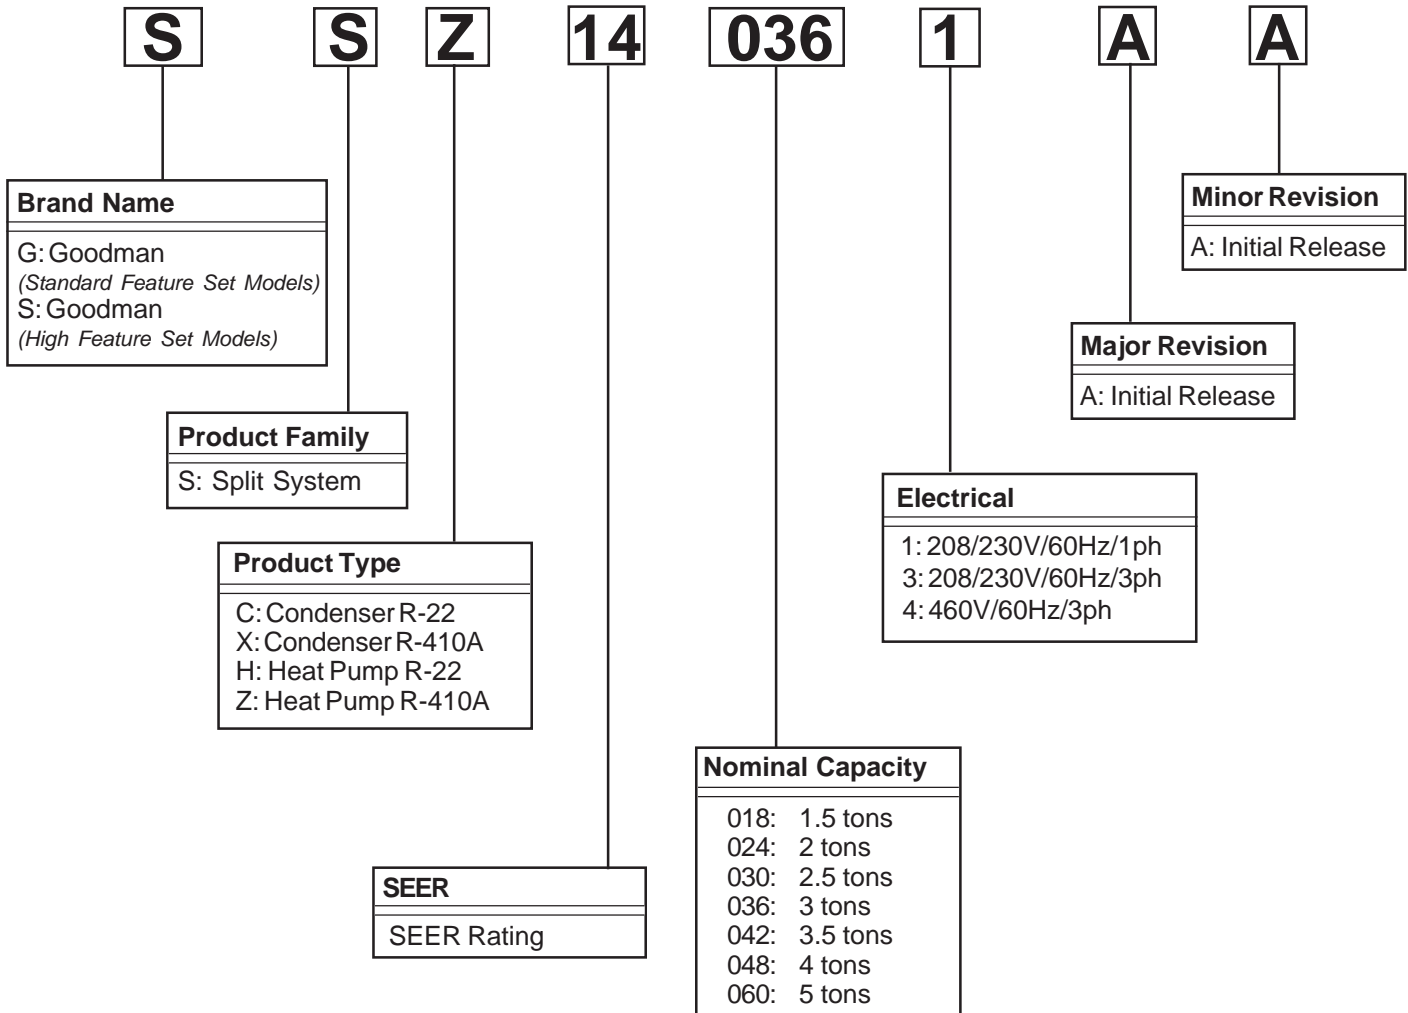 S S Z 14 036 1 A A
Brand Name
G: Goodman
(Standard Feature Set Models)
S: Goodman
(High Feature Set Models)
Product Family
S: Split System
Product Type
C: Condenser R-22
X: Condenser R-410A
H: Heat Pump R-22
Z: Heat Pump R-410A
SEER
SEER Rating
Nominal Capacity
018: 1.5 tons
024: 2 tons
030: 2.5 tons
036: 3 tons
042: 3.5 tons
048: 4 tons
060: 5 tons
Electrical
1: 208/230V/60Hz/1ph
3: 208/230V/60Hz/3ph
4: 460V/60Hz/3ph
Major Revision
A: Initial Release
Minor Revision
A: Initial Release